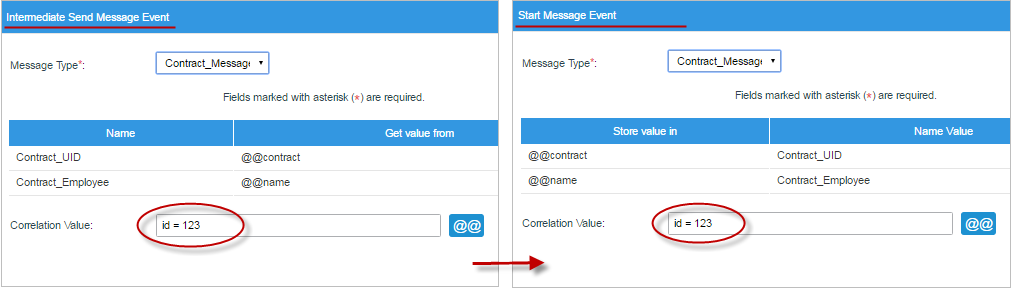 Intermediate Send Message Event
Message Type*:
Contract_Message
Fields marked with asterisk (*) are required.
Name Get value from
Contract_UID @@contract
Contract_Employee @@name
Correlation Value: id = 123 @@
Start Message Event
Message Type*:
Contract_Message
Fields marked with asterisk (*) are required.
Store value in Name Value
@@contract Contract_UID
@@name Contract_Employee
Correlation Value: id = 123 @@